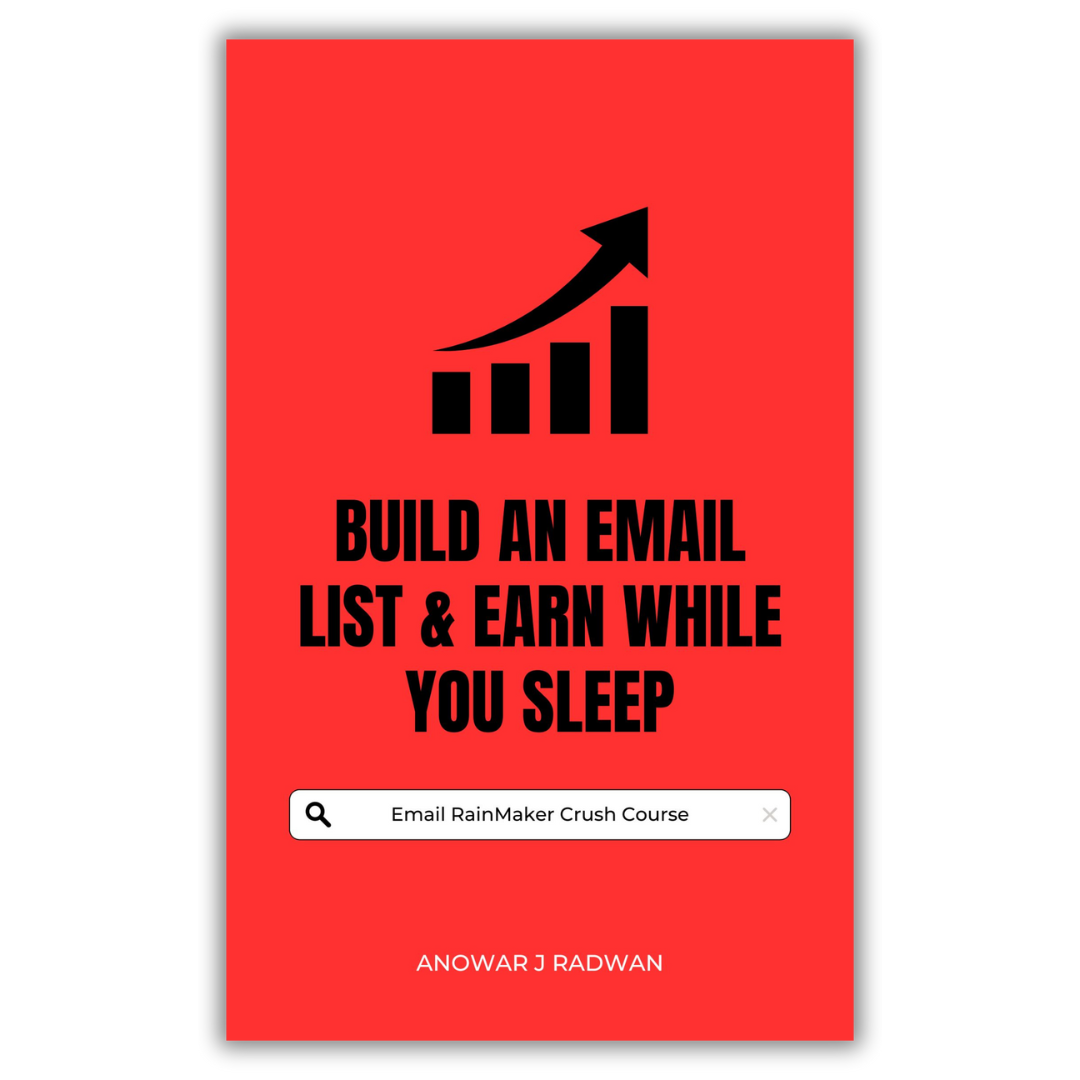 BUILD AN EMAIL
LIST & EARN WHILE
YOU SLEEP
Email RainMaker Crush Course
ANOWAR J RADWAN